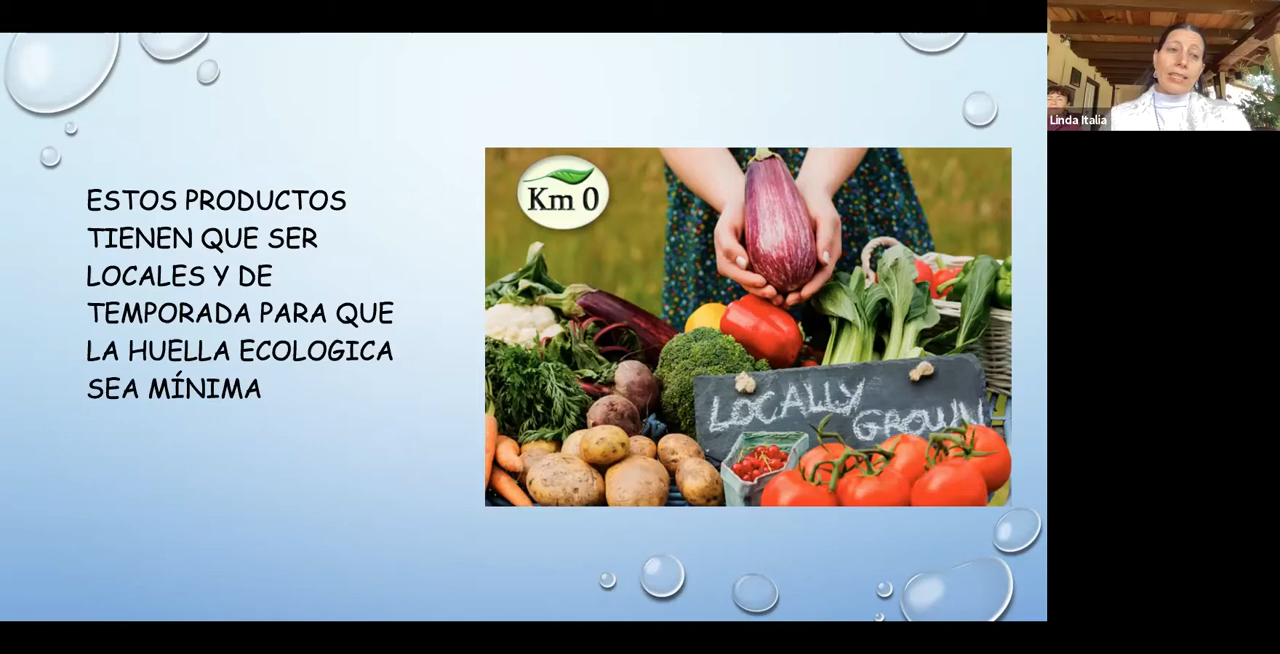 ESTOS PRODUCTOS
TIENEN QUE SER
LOCALES Y DE
TEMPORADA PARA QUE
LA HUELLA ECOLOGICA
SEA MÍNIMA
Km 0
LOCALLY
GROWN
Linda Italia